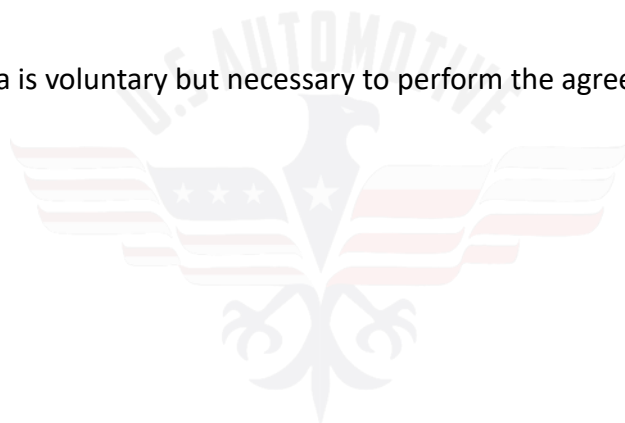 a is voluntary but necessary to perform the agree
U.S AUTOMOTIVE